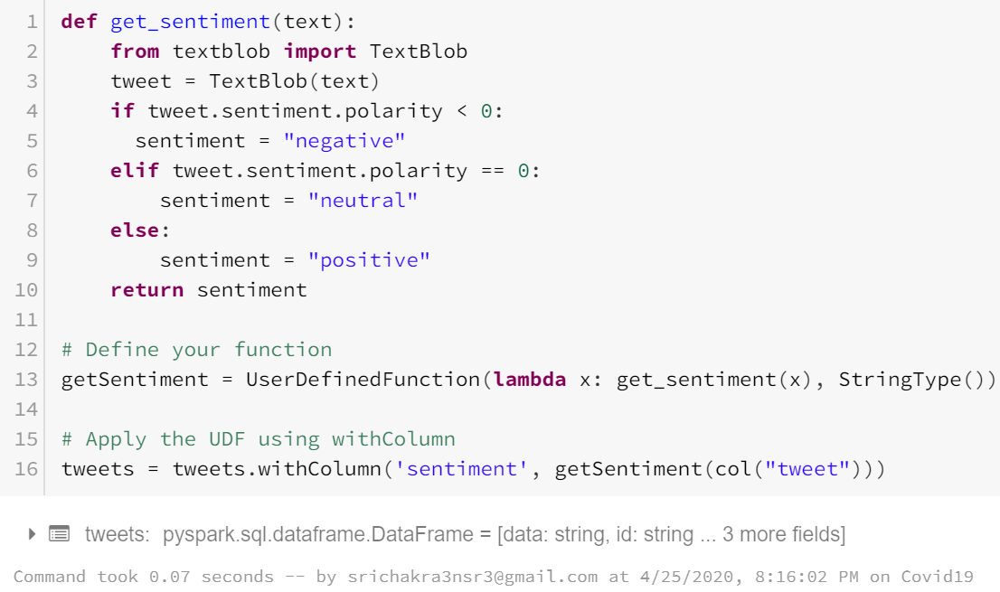 1 def get_sentiment(text):
2     from textblob import TextBlob
3     tweet = TextBlob(text)
4     if tweet.sentiment.polarity < 0:
5       sentiment = "negative"
6     elif tweet.sentiment.polarity == 0:
7         sentiment = "neutral"
8     else:
9         sentiment = "positive"
10     return sentiment
11
12 # Define your function
13 getSentiment = UserDefinedFunction(lambda x: get_sentiment(x), StringType())
14
15 # Apply the UDF using withColumn
16 tweets = tweets.withColumn('sentiment', getSentiment(col("tweet")))
tweets: pyspark.sql.dataframe.DataFrame = [data: string, id: string ... 3 more fields]
Command took 0.07 seconds -- by srichakra3nsr3@gmail.com at 4/25/2020, 8:16:02 PM on Covid19